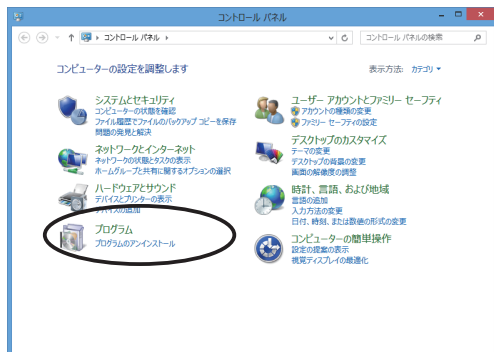 コントロール パネル
コントロール パネル
コントロール パネルの検索
コンピューターの設定を調整します
表示方法: カテゴリ
システムとセキュリティ
コンピューターの状態を確認
ファイル履歴でファイルのバックアップ コピーを保存
問題の発見と解決
ネットワークとインターネット
ネットワークの状態とタスクの表示
ホームグループと共有に関するオプションの選択
ハードウェアとサウンド
デバイスとプリンターの表示
デバイスの追加
プログラム
プログラムのアンインストール
ユーザー アカウントとファミリー セーフティ
アカウントの種類の変更
ファミリー セーフティの設定
デスクトップのカスタマイズ
テーマの変更
デスクトップの背景の変更
画面の解像度の調整
時計、言語、および地域
言語の追加
入力方法の変更
日付、時刻、または数値の形式の変更
コンピューターの簡単操作
設定の提案の表示
視覚ディスプレイの最適化